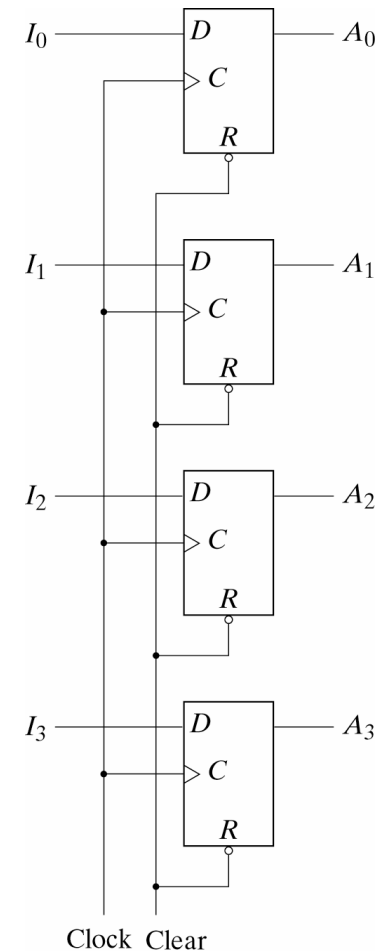 I₀ D A₀
C
R
I₁ D A₁
C
R
I₂ D A₂
C
R
I₃ D A₃
C
R
Clock Clear